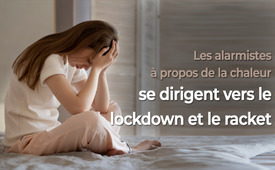 Les alarmistes
à propos de la chaleur
se dirigent vers le
lockdown et le racket